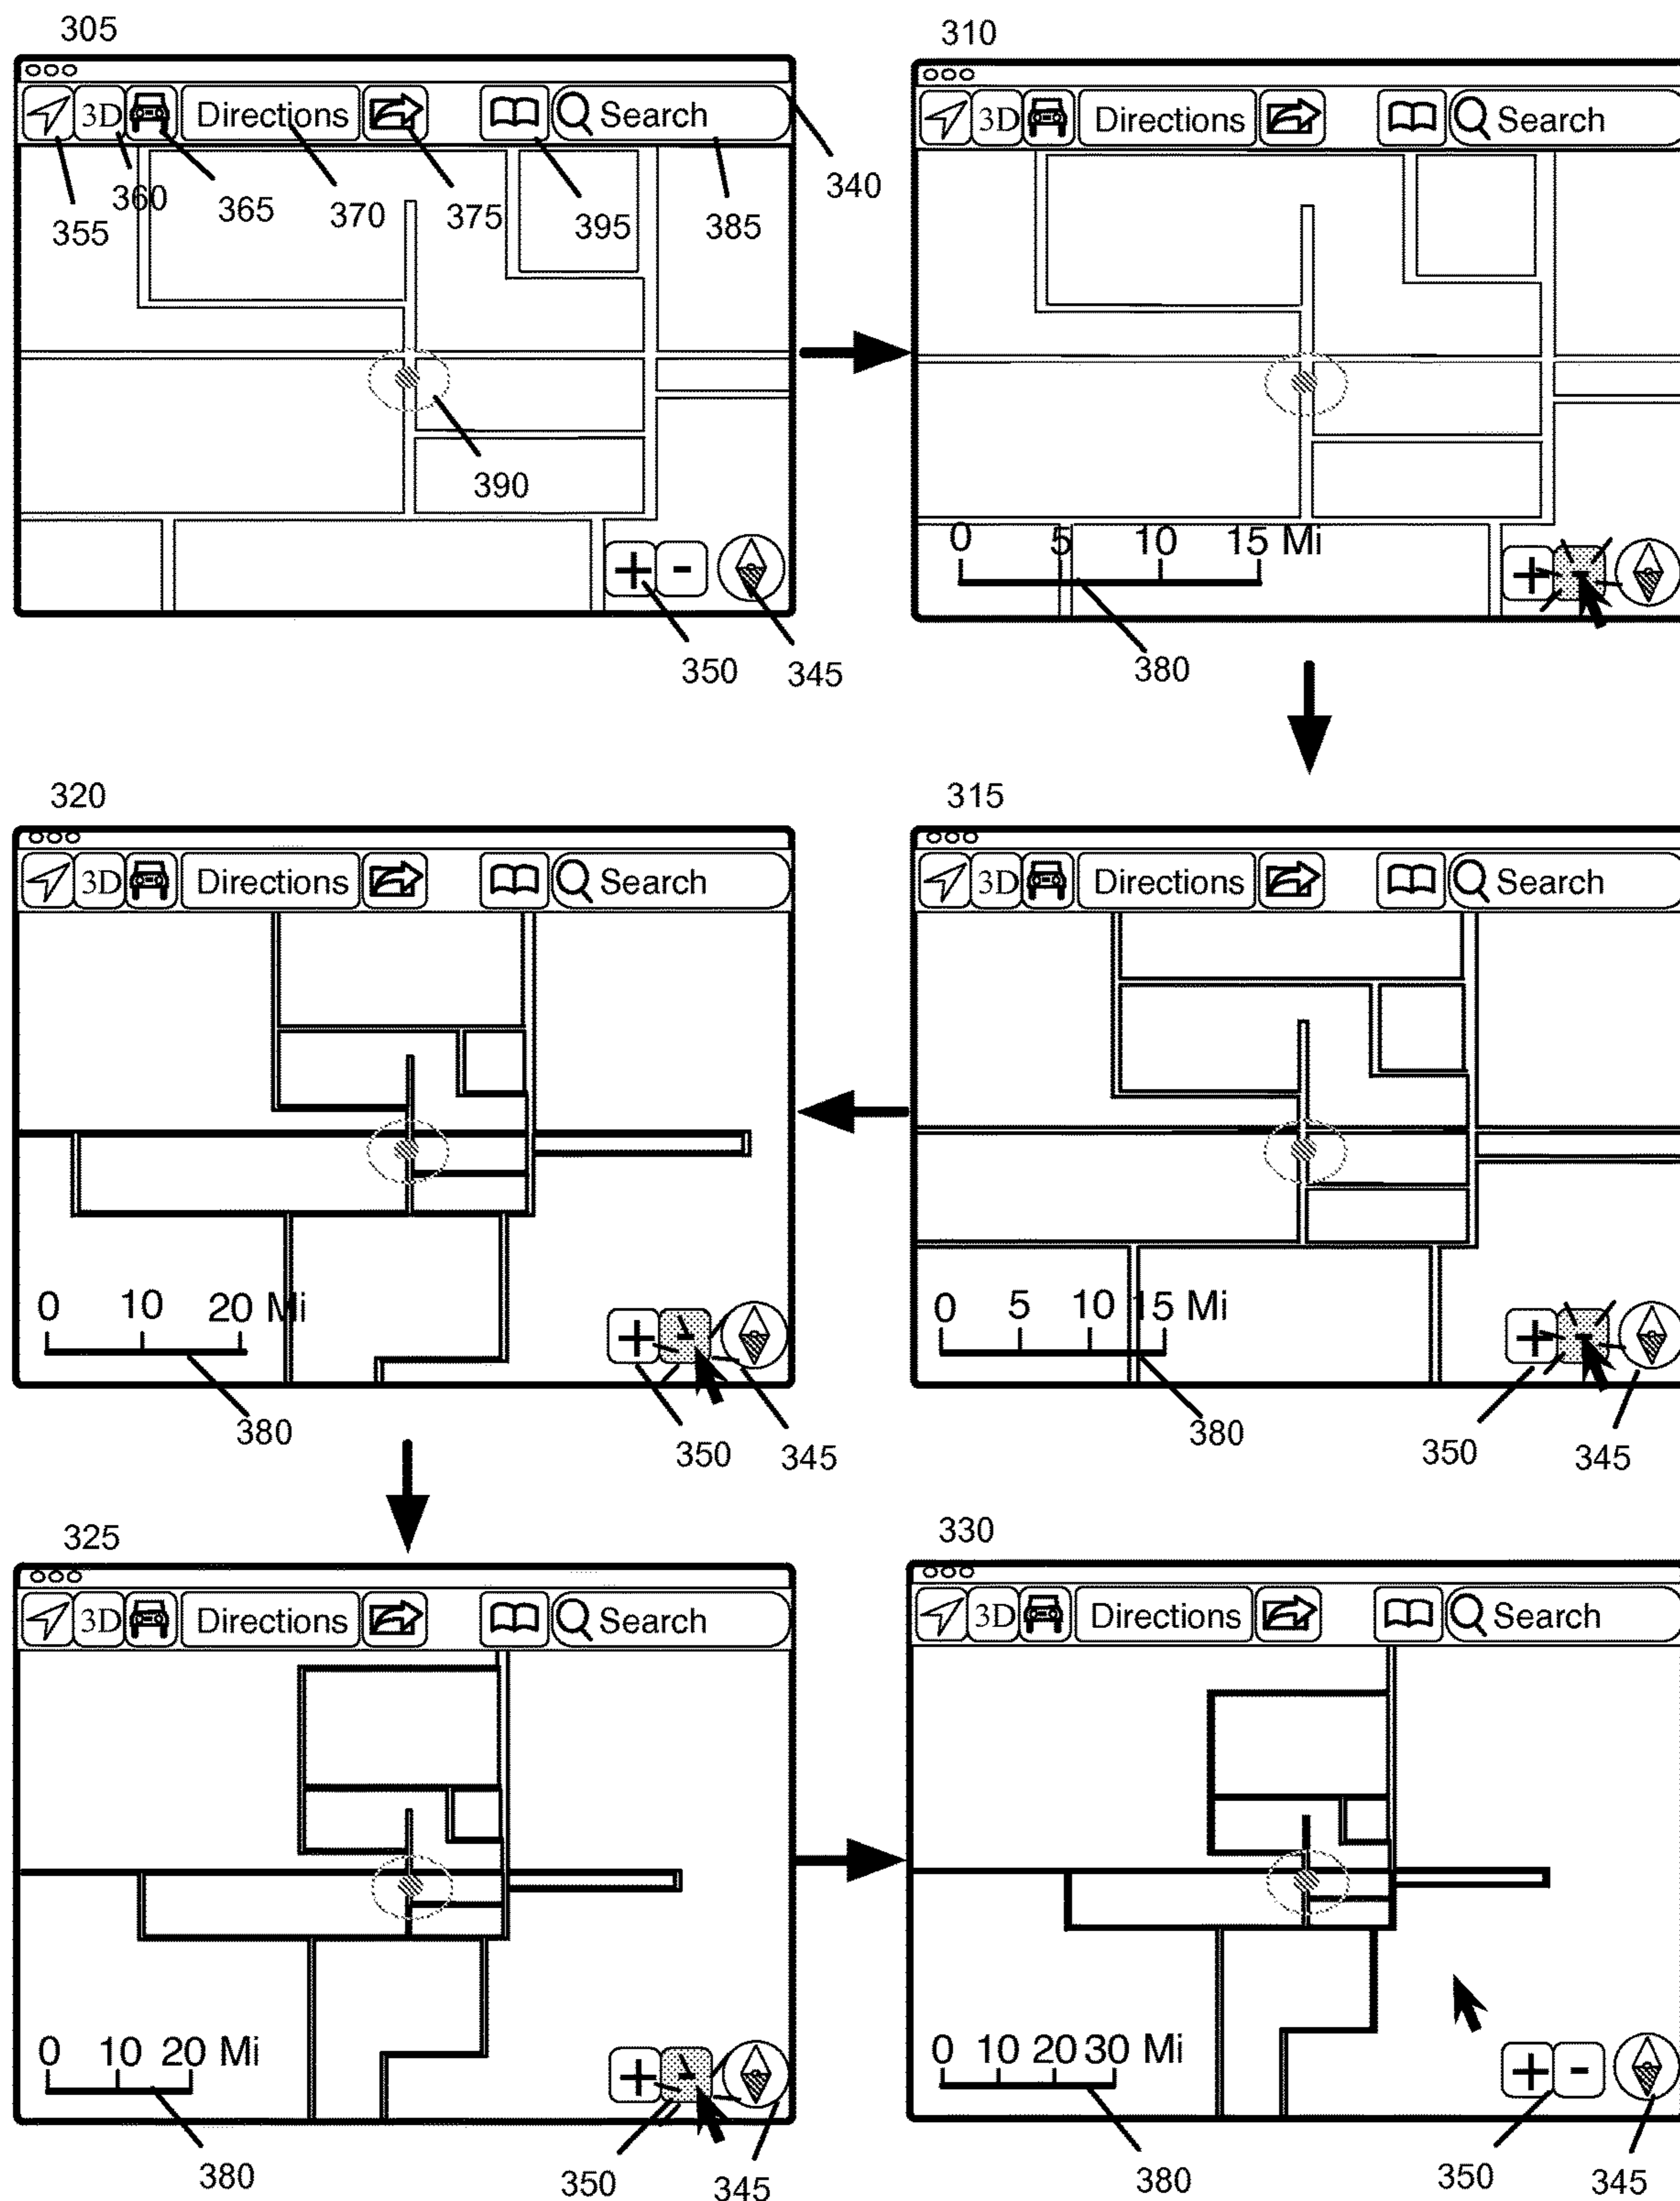 305
310
3D Directions Search
3D Directions Search
340
355 360 365 370 375 395 385
390
0 5 10 15 Mi
+ -
+ -
350 345
380
320
315
3D Directions Search
3D Directions Search
0 10 20 Mi
+ -
0 5 10 15 Mi
+ -
380 350 345
380 350 345
325
330
3D Directions Search
3D Directions Search
0 10 20 Mi
+ -
0 10 20 30 Mi
+ -
380 350 345
380 350 345